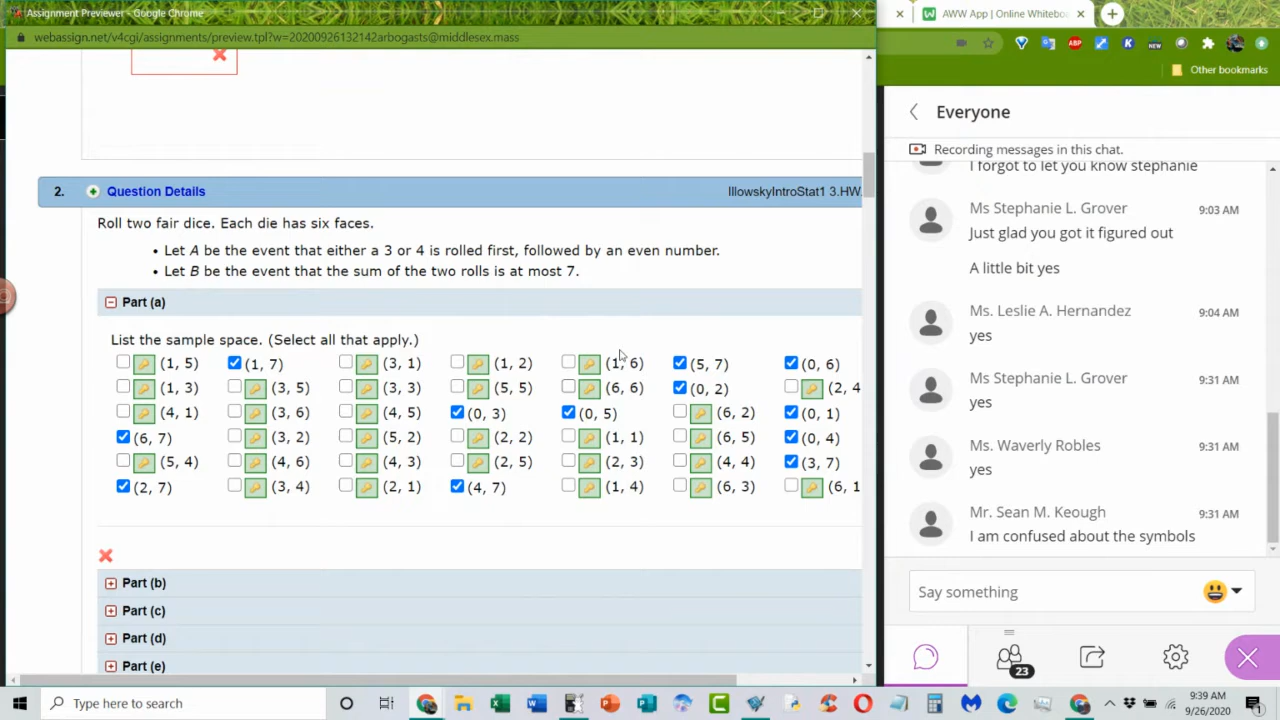 Assignment Previewer - Google Chrome
AWW App | Online Whitebo
webassign.net/v4cgi/assignments/preview.tpl?w=20200926132142arbogasts@middlesex.mass
ABP
NEW
Other bookmarks
Everyone
Recording messages in this chat.
I forgot to let you know stephanie
2. Question Details IllowskyIntroStat1 3.HW.
Roll two fair dice. Each die has six faces.
• Let A be the event that either a 3 or 4 is rolled first, followed by an even number.
• Let B be the event that the sum of the two rolls is at most 7.
Part (a)
List the sample space. (Select all that apply.)
(1, 5) (1, 7) (3, 1) (1, 2) (1, 6) (5, 7) (0, 6)
(1, 3) (3, 5) (3, 3) (5, 5) (6, 6) (0, 2) (2, 4
(4, 1) (3, 6) (4, 5) (0, 3) (0, 5) (6, 2) (0, 1)
(6, 7) (3, 2) (5, 2) (2, 2) (1, 1) (6, 5) (0, 4)
(5, 4) (4, 6) (4, 3) (2, 5) (2, 3) (4, 4) (3, 7)
(2, 7) (3, 4) (2, 1) (4, 7) (1, 4) (6, 3) (6, 1
Part (b)
Part (c)
Part (d)
Part (e)
Ms Stephanie L. Grover 9:03 AM
Just glad you got it figured out
A little bit yes
Ms. Leslie A. Hernandez 9:04 AM
yes
Ms Stephanie L. Grover 9:31 AM
yes
Ms. Waverly Robles 9:31 AM
yes
Mr. Sean M. Keough 9:31 AM
I am confused about the symbols
Say something
23
Type here to search
9:39 AM
9/26/2020
1